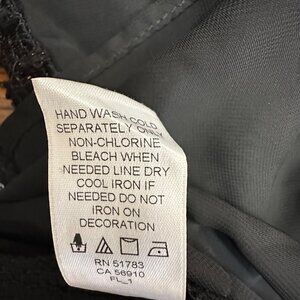 HAND WASH COLD
SEPARATELY ONLY
NON-CHLORINE
BLEACH WHEN
NEEDED LINE DRY
COOL IRON IF
NEEDED DO NOT
IRON ON
DECORATION
RN 51783
CA 56910
FL_1